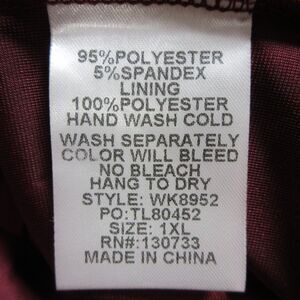 95%POLYESTER
5%SPANDEX
LINING
100%POLYESTER
HAND WASH COLD
WASH SEPARATELY
COLOR WILL BLEED
NO BLEACH
HANG TO DRY
STYLE: WK8952
PO:TL80452
SIZE: 1XL
RN#:130733
MADE IN CHINA